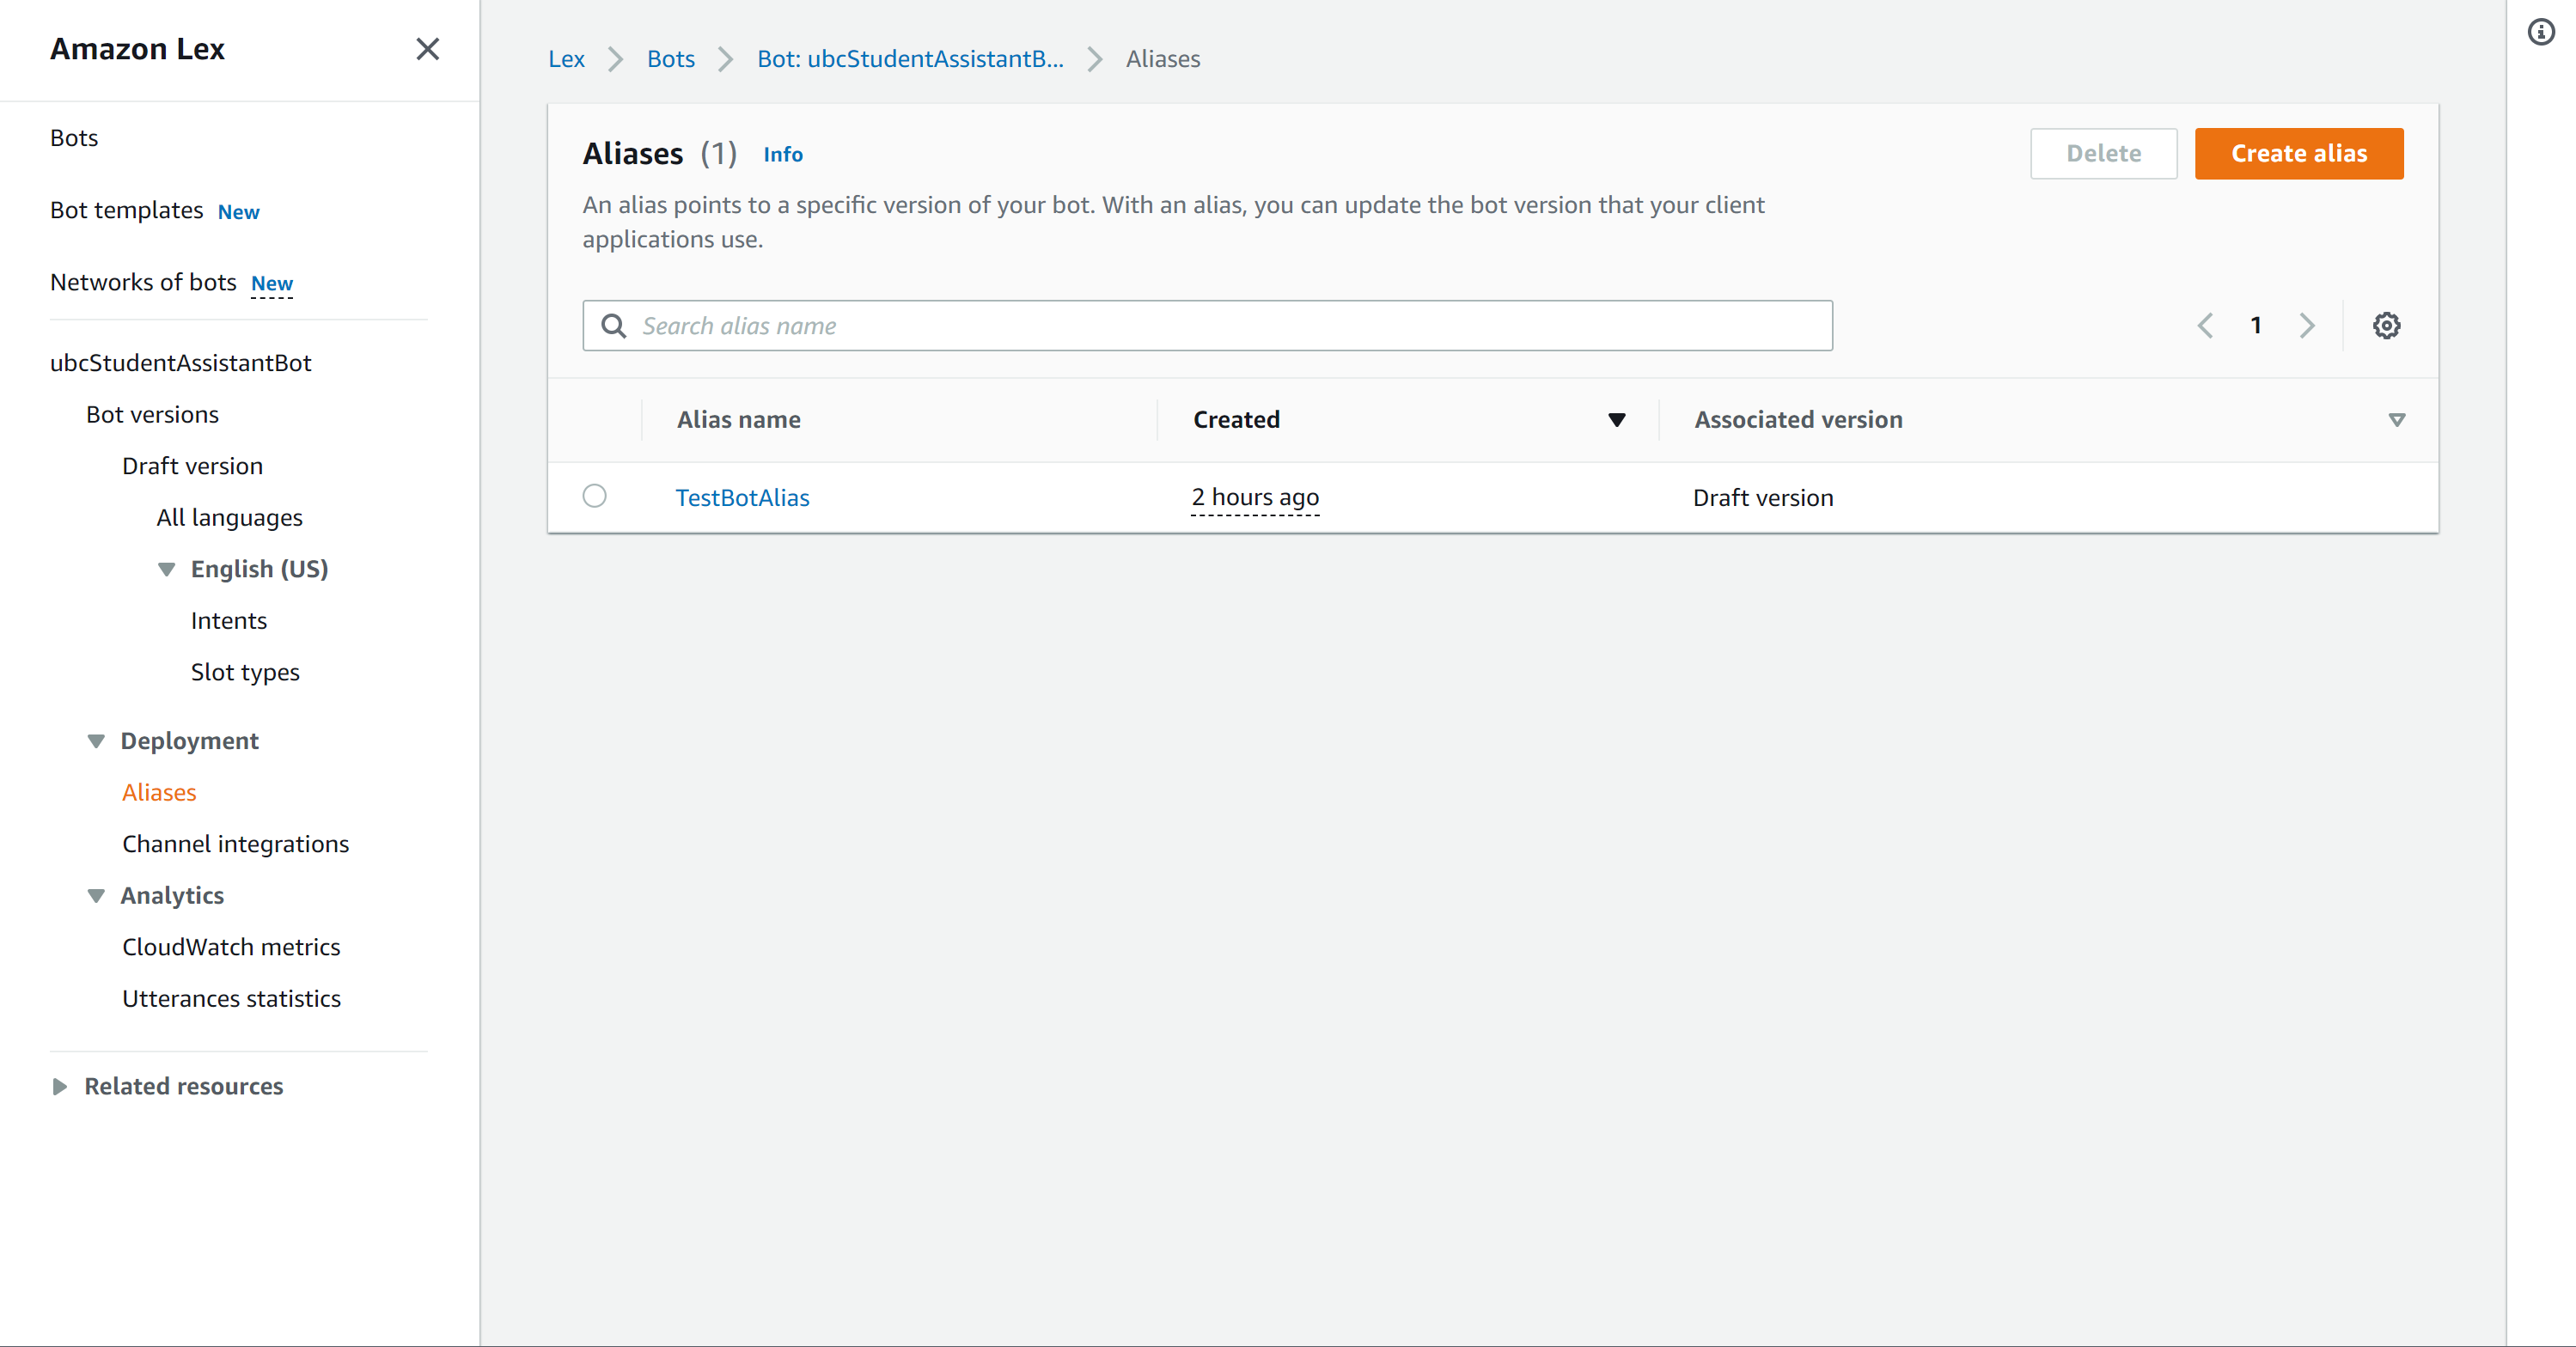 Amazon Lex
Bots
Bot templates New
Networks of bots New
ubcStudentAssistantBot
Bot versions
Draft version
All languages
English (US)
Intents
Slot types
Deployment
Aliases
Channel integrations
Analytics
CloudWatch metrics
Utterances statistics
Related resources
Lex Bots Bot: ubcStudentAssistantB... Aliases
Aliases (1) Info
Delete Create alias
An alias points to a specific version of your bot. With an alias, you can update the bot version that your client
applications use.
Search alias name
1
Alias name Created Associated version
TestBotAlias 2 hours ago Draft version